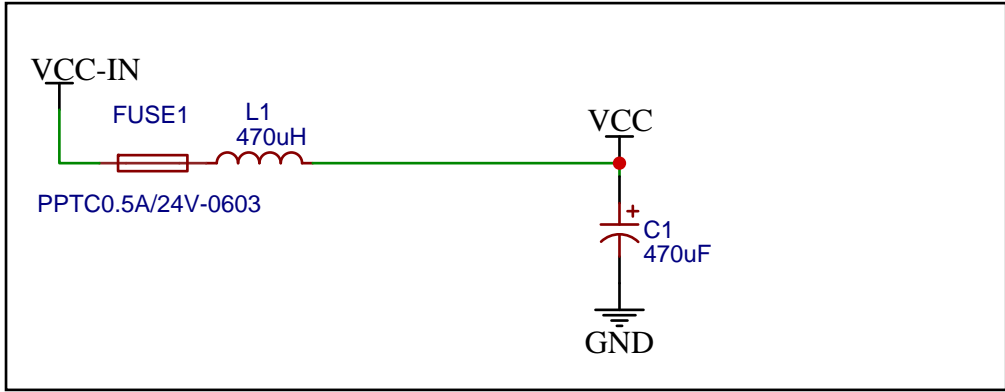 VCC-IN
FUSE1
L1
470uH
VCC
PPTC0.5A/24V-0603
+
C1
470uF
GND